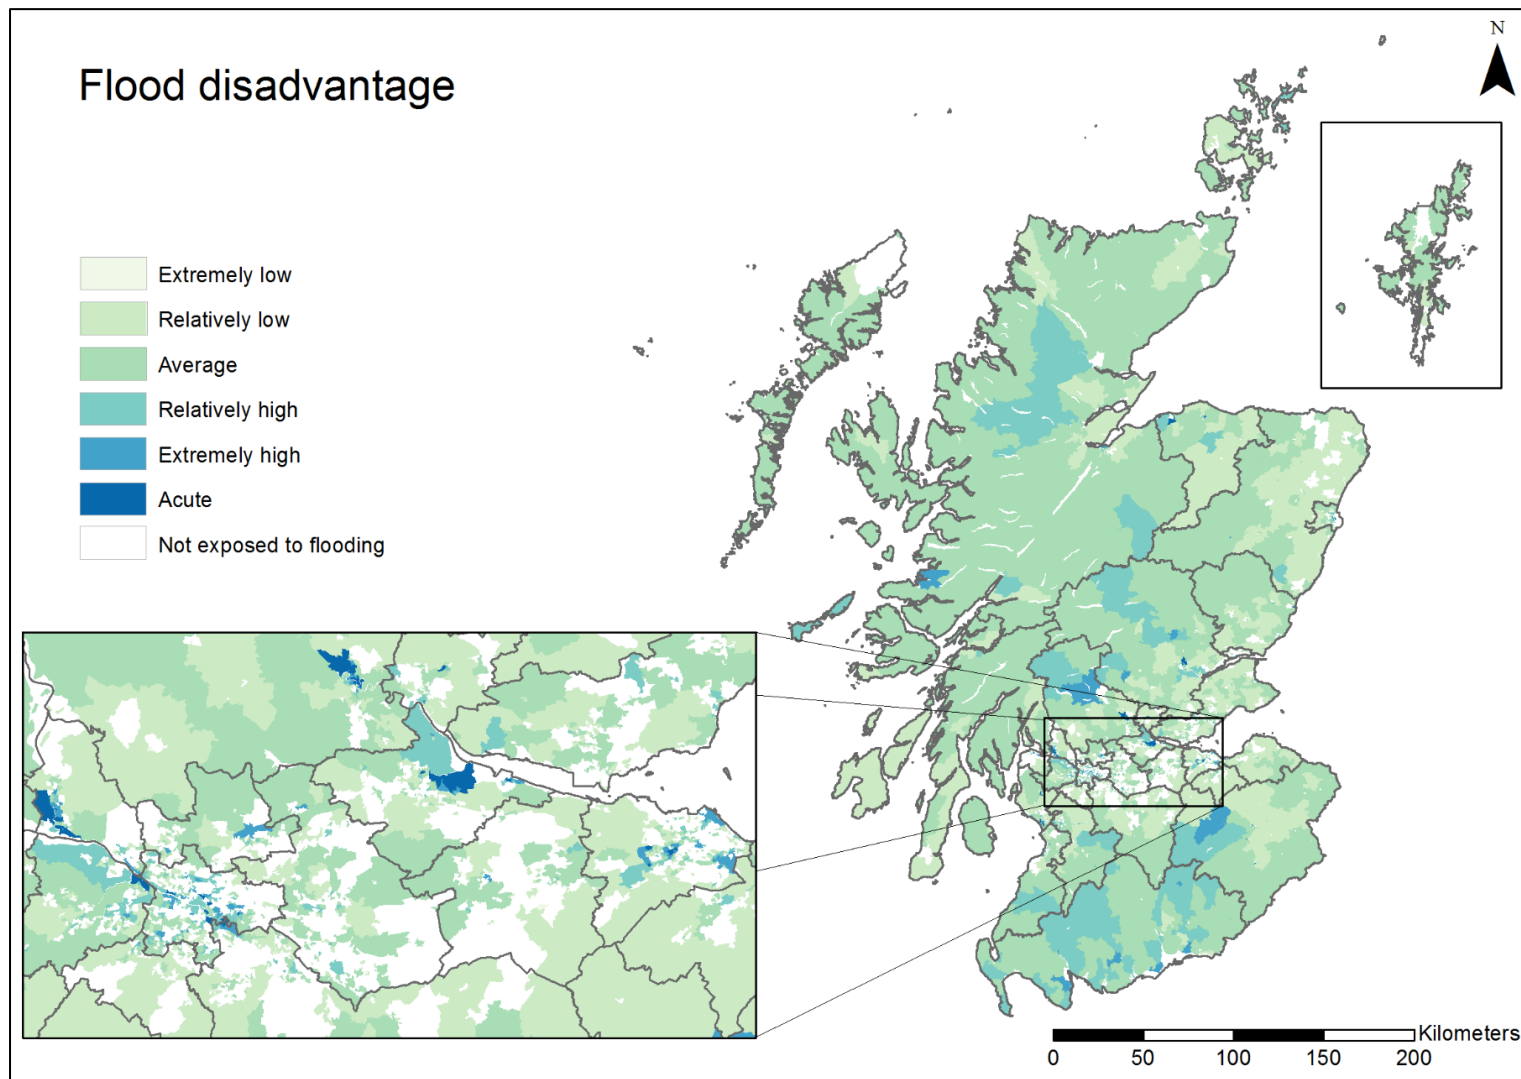 N
Flood disadvantage
Extremely low
Relatively low
Average
Relatively high
Extremely high
Acute
Not exposed to flooding
Kilometers
0 50 100 150 200